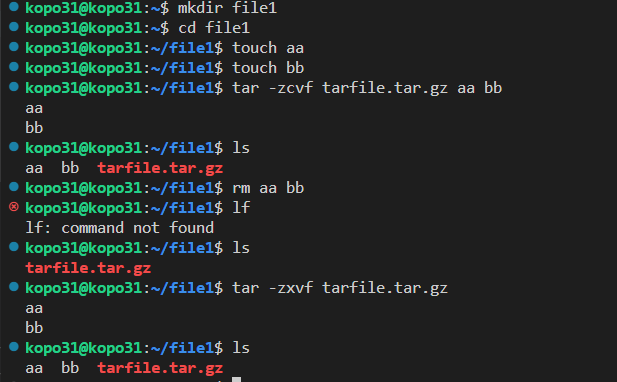 kopo31@kopo31:~$ mkdir file1
kopo31@kopo31:~$ cd file1
kopo31@kopo31:~/file1$ touch aa
kopo31@kopo31:~/file1$ touch bb
kopo31@kopo31:~/file1$ tar -zcvf tarfile.tar.gz aa bb
aa
bb
kopo31@kopo31:~/file1$ ls
aa  bb  tarfile.tar.gz
kopo31@kopo31:~/file1$ rm aa bb
kopo31@kopo31:~/file1$ lf
lf: command not found
kopo31@kopo31:~/file1$ ls
tarfile.tar.gz
kopo31@kopo31:~/file1$ tar -zxvf tarfile.tar.gz
aa
bb
kopo31@kopo31:~/file1$ ls
aa  bb  tarfile.tar.gz